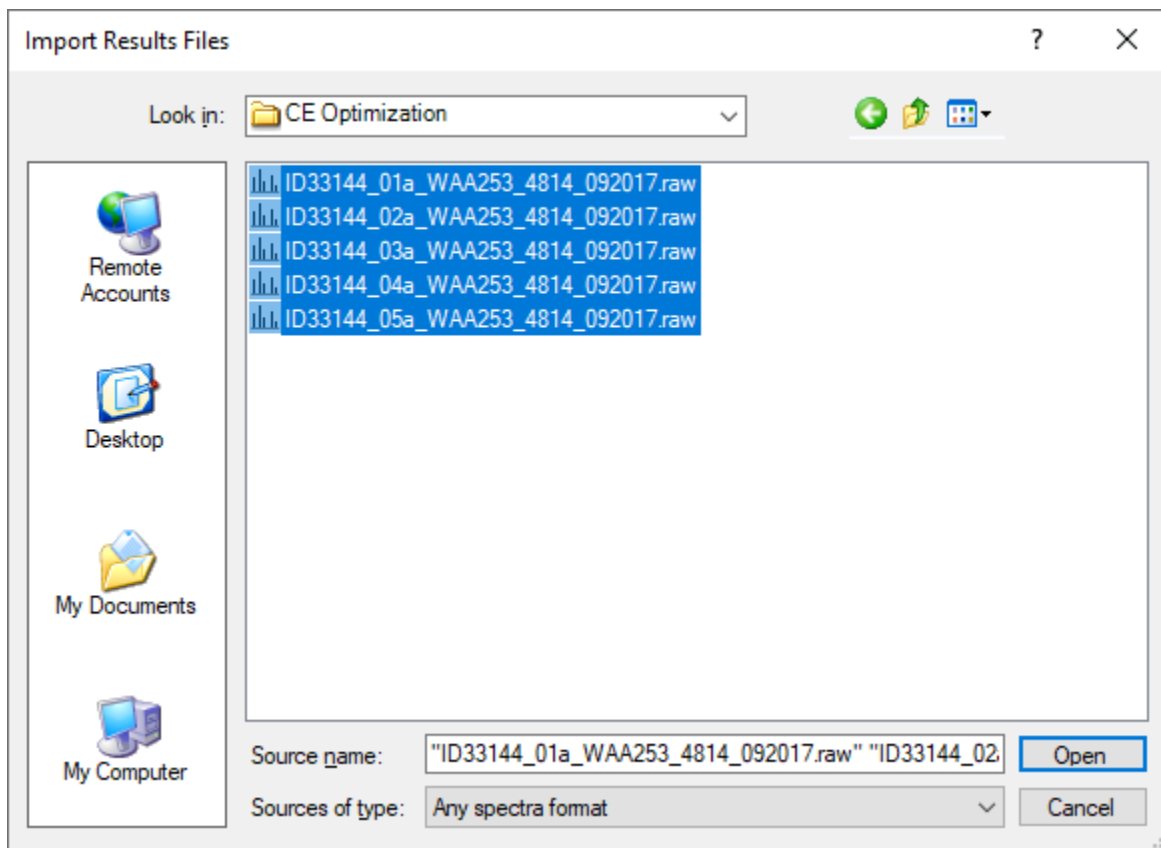 Import Results Files
?
Look in:
CE Optimization
ID33144_01a_WAA253_4814_092017.raw
ID33144_02a_WAA253_4814_092017.raw
ID33144_03a_WAA253_4814_092017.raw
ID33144_04a_WAA253_4814_092017.raw
ID33144_05a_WAA253_4814_092017.raw
Remote
Accounts
Desktop
My Documents
My Computer
Source name:
"ID33144_01a_WAA253_4814_092017.raw" "ID33144_02
Open
Sources of type:
Any spectra format
Cancel